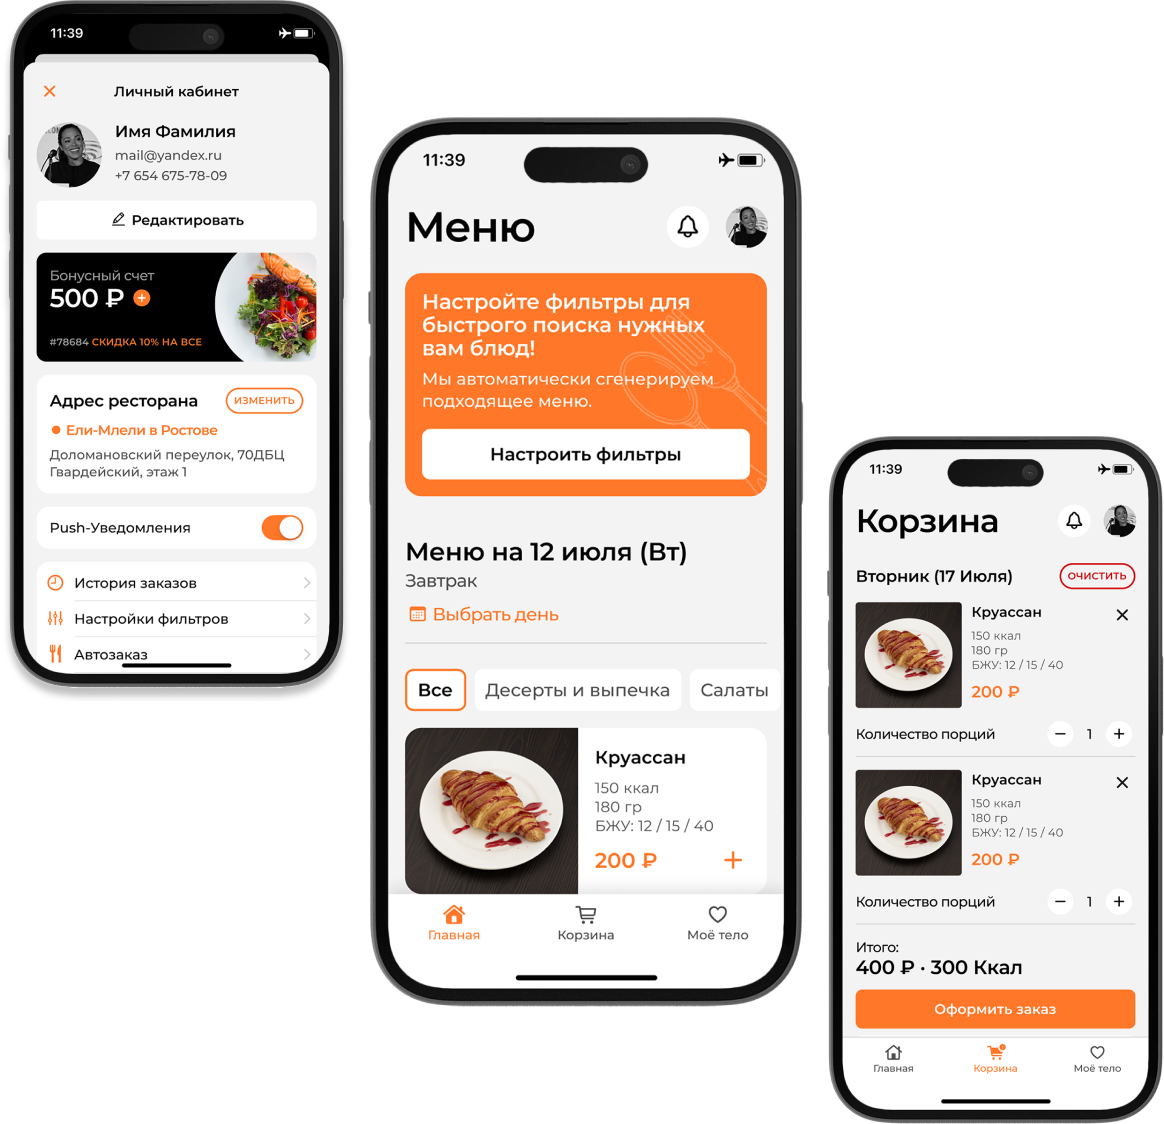 11:39
Личный кабинет
Имя Фамилия
mail@yandex.ru
+7 654 675-78-09
Редактировать
Бонусный счет
500 ₽
#78684 СКИДКА 10% НА ВСЕ
Адрес ресторана
ИЗМЕНИТЬ
Ели-Млели в Ростове
Доломановский переулок, 70ДБЦ
Гвардейский, этаж 1
Push-Уведомления
История заказов
Настройки фильтров
Автозаказ
11:39
Меню
Настройте фильтры для
быстрого поиска нужных
вам блюд!
Мы автоматически сгенерируем
подходящее меню.
Настроить фильтры
Меню на 12 июля (Вт)
Завтрак
Выбрать день
Все
Десерты и выпечка
Салаты
Круассан
150 ккал
180 гр
БЖУ: 12 / 15 / 40
200 ₽
Главная
Корзина
Моё тело
11:39
Корзина
Вторник (17 Июля)
ОЧИСТИТЬ
Круассан
150 ккал
180 гр
БЖУ: 12 / 15 / 40
200 ₽
Количество порций
1
Круассан
150 ккал
180 гр
БЖУ: 12 / 15 / 40
200 ₽
Количество порций
1
Итого:
400 ₽ · 300 Ккал
Оформить заказ
Главная
Корзина
Моё тело